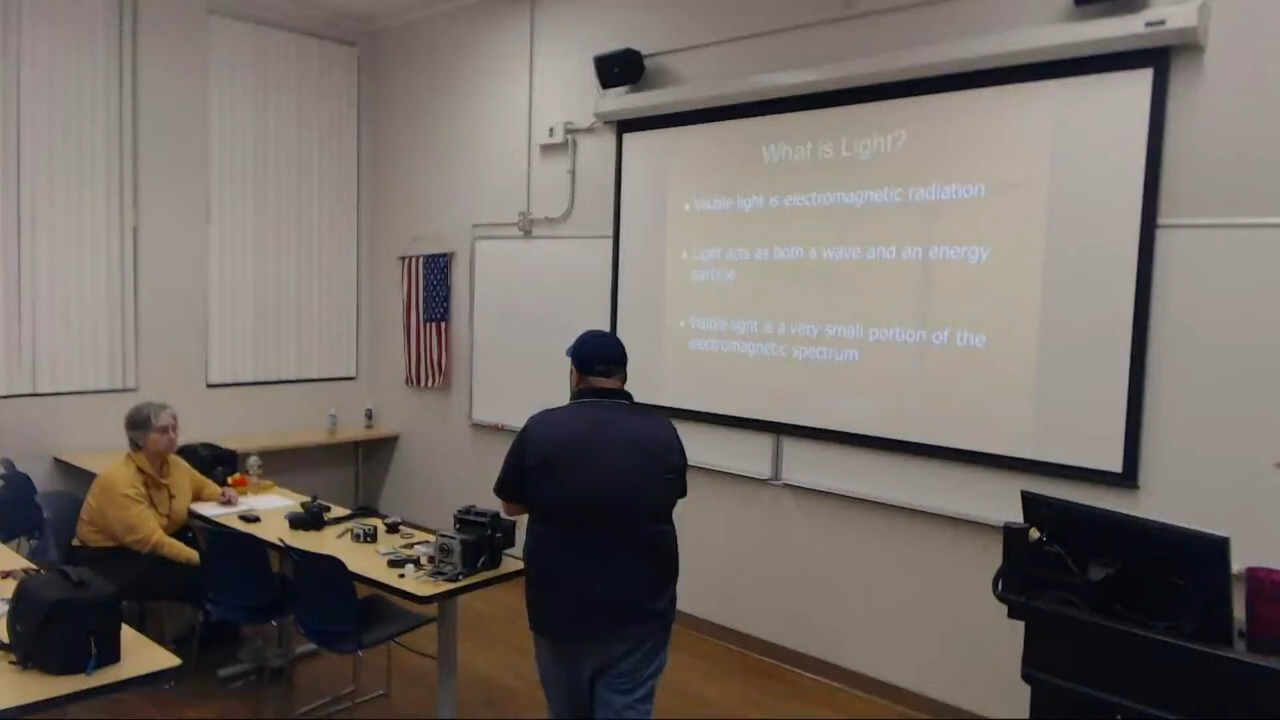 What is Light?
• Visible light is electromagnetic radiation
• Light acts as both a wave and an energy
particle
• Visible light is a very small portion of the
electromagnetic spectrum